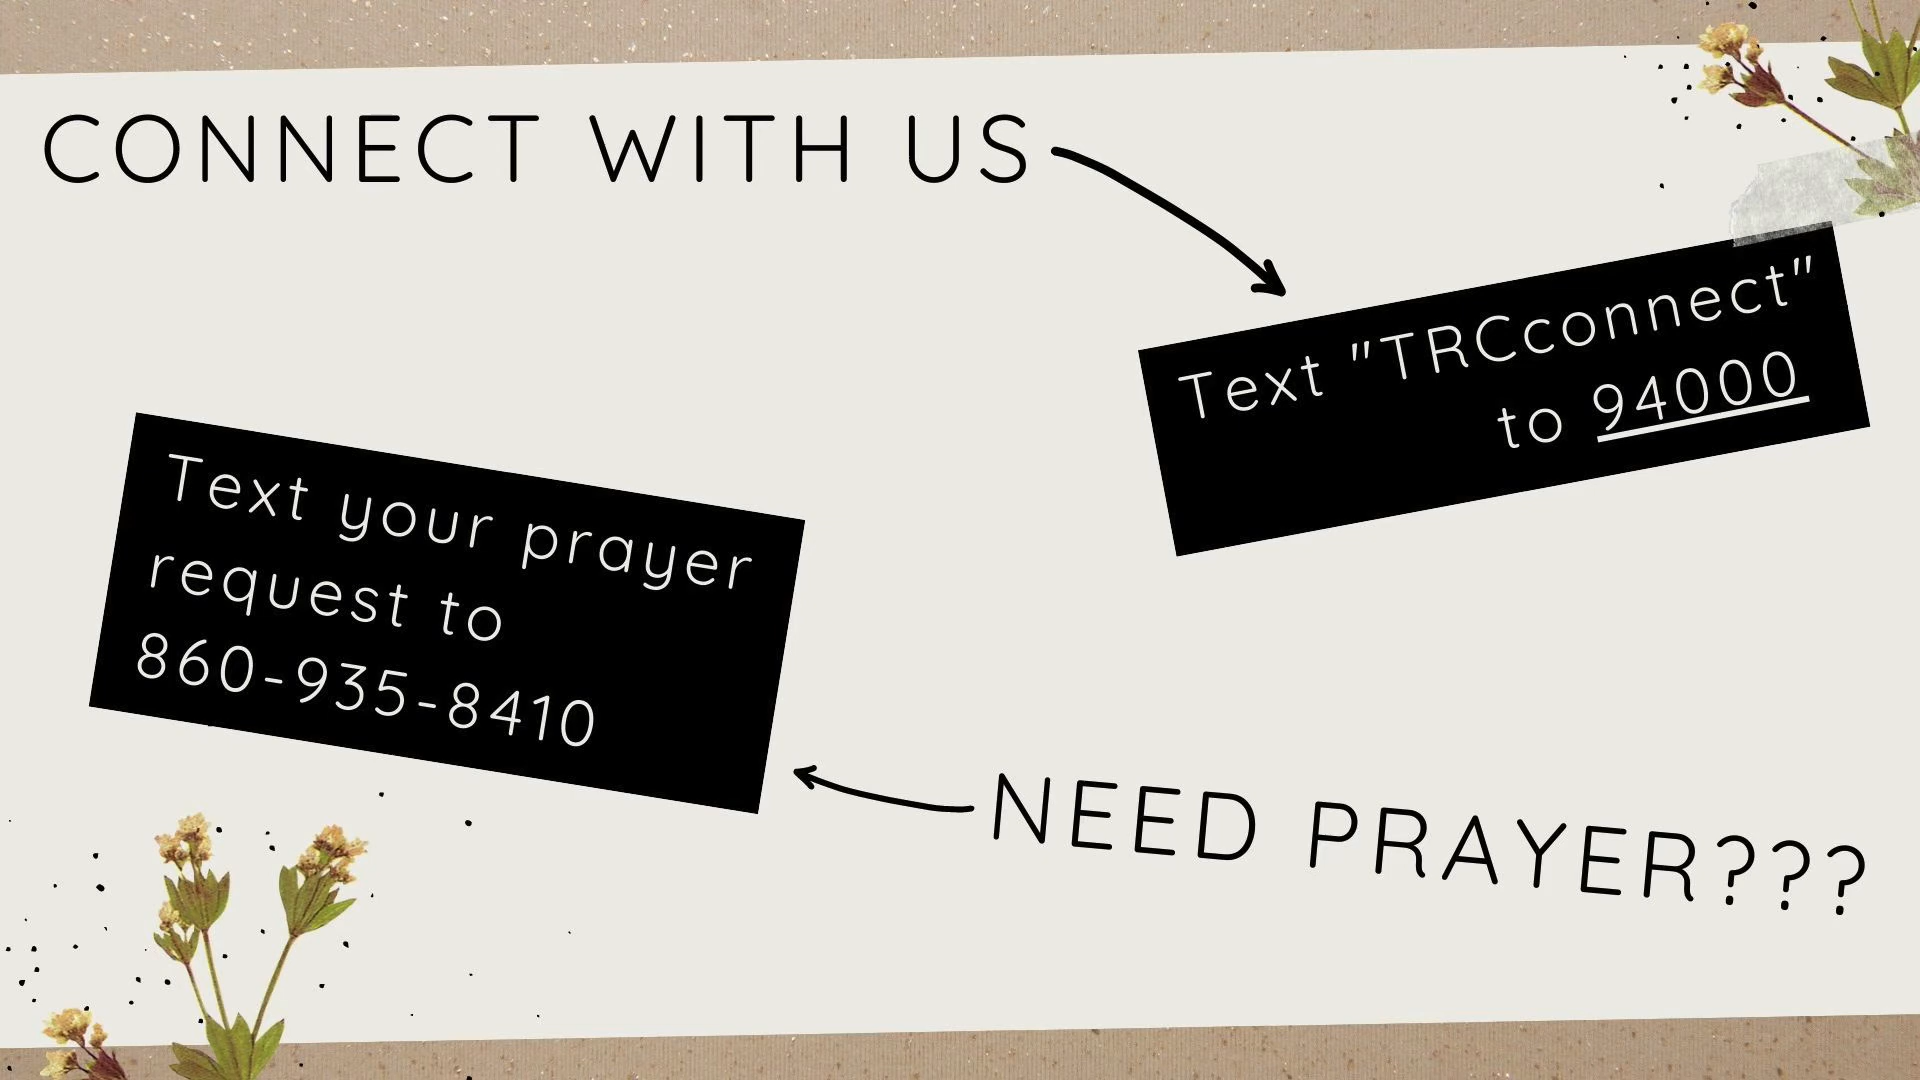 CONNECT WITH US
Text "TRCconnect"
to 94000
Text your prayer
request to
860-935-8410
NEED PRAYER???